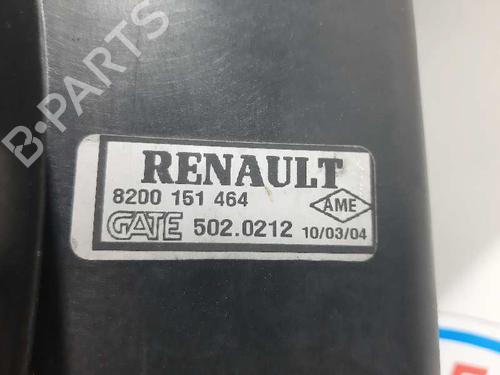 B-PARTS
RENAULT
8200 151 464
AME
GATE 502.0212 10/03/04